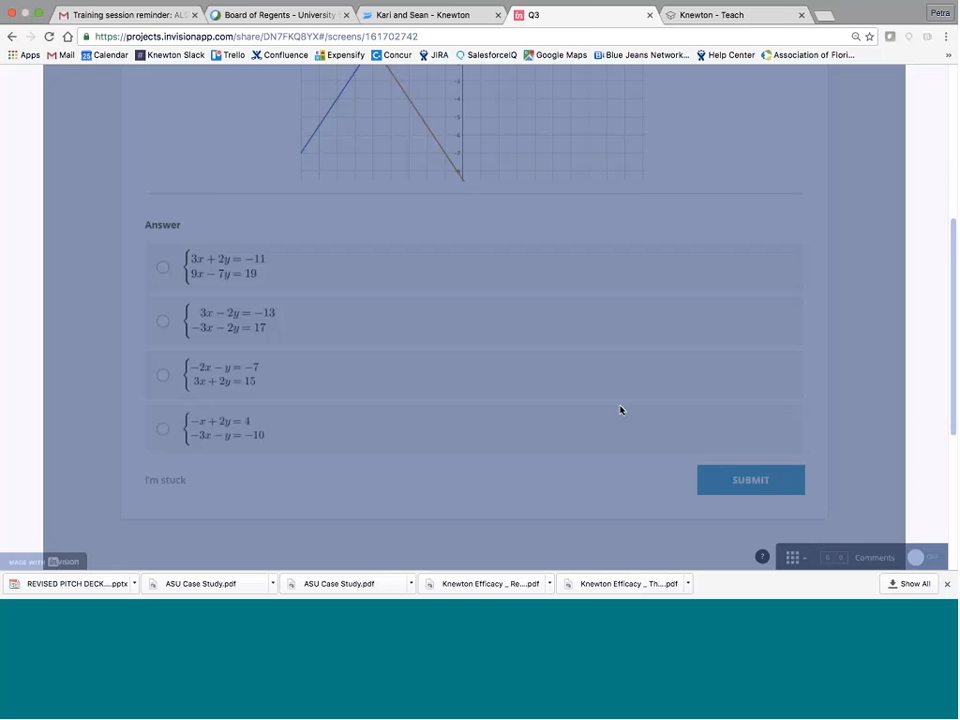 Training session reminder: AL
Board of Regents - University
Kari and Sean - Knewton
Q3
Knewton - Teach
Petra
https://projects.invisionapp.com/share/DN7FKQ8YX#/screens/161702742
Apps Mail Calendar Knewton Slack Trello Confluence Expensify Concur JIRA SalesforceIQ Google Maps Blue Jeans Network... Help Center Association of Flori... »
Answer
3x + 2y = −11
9x − 7y = 19
3x − 2y = −13
−3x − 2y = 17
−2x − y = −7
3x + 2y = 15
−x + 2y = 4
−3x − y = −10
I'm stuck
SUBMIT
MADE WITH InVISION
? Comments
REVISED PITCH DECK....pptx ASU Case Study.pdf ASU Case Study.pdf Knewton Efficacy _ Re....pdf Knewton Efficacy _ Th....pdf Show All